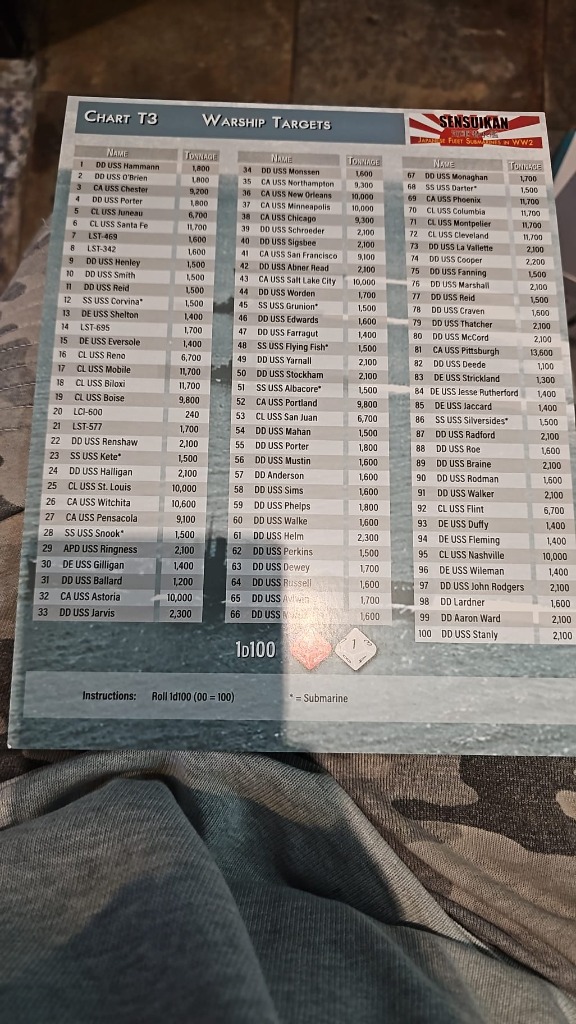 Chart T3 Warship Targets
SENSUIKAN
Japanese Fleet Submarines in WW2
Name Tonnage
1 DD USS Hammann 1,800
2 DD USS O'Brien 1,800
3 CA USS Chester 9,200
4 DD USS Porter 1,800
5 CL USS Juneau 6,700
6 CL USS Santa Fe 11,700
7 LST-469 1,600
8 LST-342 1,600
9 DD USS Henley 1,500
10 DD USS Smith 1,500
11 DD USS Reid 1,500
12 SS USS Corvina* 1,500
13 DE USS Shelton 1,400
14 LST-695 1,700
15 DE USS Eversole 1,400
16 CL USS Reno 6,700
17 CL USS Mobile 11,700
18 CL USS Biloxi 11,700
19 CL USS Boise 9,800
20 LCI-600 240
21 LST-577 1,700
22 DD USS Renshaw 2,100
23 SS USS Kete* 1,500
24 DD USS Halligan 2,100
25 CL USS St. Louis 10,000
26 CA USS Witchita 10,600
27 CA USS Pensacola 9,100
28 SS USS Snook* 1,500
29 APD USS Ringness 2,100
30 DE USS Gilligan 1,400
31 DD USS Ballard 1,200
32 CA USS Astoria 10,000
33 DD USS Jarvis 2,300
Name Tonnage
34 DD USS Monssen 1,600
35 CA USS Northampton 9,300
36 CA USS New Orleans 10,000
37 CA USS Minneapolis 10,000
38 CA USS Chicago 9,300
39 DD USS Schroeder 2,100
40 DD USS Sigsbee 2,100
41 CA USS San Francisco 9,100
42 DD USS Abner Read 2,100
43 CA USS Salt Lake City 10,000
44 DD USS Worden 1,700
45 SS USS Grunion* 1,500
46 DD USS Edwards 1,600
47 DD USS Farragut 1,400
48 SS USS Flying Fish* 1,500
49 DD USS Yarnall 2,100
50 DD USS Stockham 2,100
51 SS USS Albacore* 1,500
52 CA USS Portland 9,800
53 CL USS San Juan 6,700
54 DD USS Mahan 1,500
55 DD USS Porter 1,800
56 DD USS Mustin 1,600
57 DD Anderson 1,600
58 DD USS Sims 1,600
59 DD USS Phelps 1,800
60 DD USS Walke 1,600
61 DD USS Helm 2,300
62 DD USS Perkins 1,500
63 DD USS Dewey 1,700
64 DD USS Russell 1,600
65 DD USS Aylwin 1,700
66 DD USS 1,600
Name Tonnage
67 DD USS Monaghan 1,700
68 SS USS Darter* 1,500
69 CA USS Phoenix 11,700
70 CL USS Columbia 11,700
71 CL USS Montpelier 11,700
72 CL USS Cleveland 11,700
73 DD USS La Vallette 2,100
74 DD USS Cooper 2,200
75 DD USS Fanning 1,500
76 DD USS Marshall 2,100
77 DD USS Reid 1,500
78 DD USS Craven 1,600
79 DD USS Thatcher 2,100
80 DD USS McCord 2,100
81 CA USS Pittsburgh 13,600
82 DD USS Deede 1,100
83 DE USS Strickland 1,300
84 DE USS Jesse Rutherford 1,400
85 DE USS Jaccard 1,400
86 SS USS Silversides* 1,500
87 DD USS Radford 2,100
88 DD USS Roe 1,600
89 DD USS Braine 2,100
90 DD USS Rodman 1,600
91 DD USS Walker 2,100
92 CL USS Flint 6,700
93 DE USS Duffy 1,400
94 DE USS Fleming 1,400
95 CL USS Nashville 10,000
96 DE USS Wileman 1,400
97 DD USS John Rodgers 2,100
98 DD Lardner 1,600
99 DD Aaron Ward 2,100
100 DD USS Stanly 2,100
1D100
1
Instructions: Roll 1d100 (00 = 100) * = Submarine